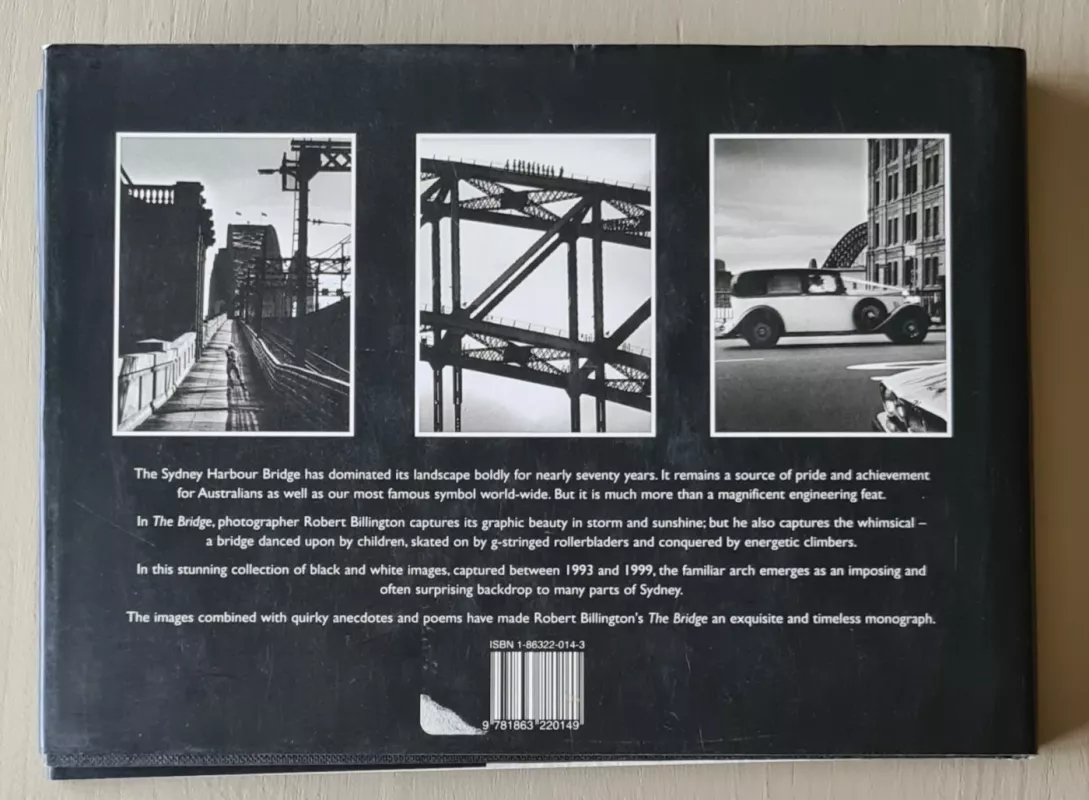 The Sydney Harbour Bridge has dominated its landscape boldly for nearly seventy years. It remains a source of pride and achievement
for Australians as well as our most famous symbol world-wide. But it is much more than a magnificent engineering feat.
In The Bridge, photographer Robert Billington captures its graphic beauty in storm and sunshine; but he also captures the whimsical –
a bridge danced upon by children, skated on by g-stringed rollerbladers and conquered by energetic climbers.
In this stunning collection of black and white images, captured between 1993 and 1999, the familiar arch emerges as an imposing and
often surprising backdrop to many parts of Sydney.
The images combined with quirky anecdotes and poems have made Robert Billington's The Bridge an exquisite and timeless monograph.
ISBN 1-86322-014-3
9 781863 220149